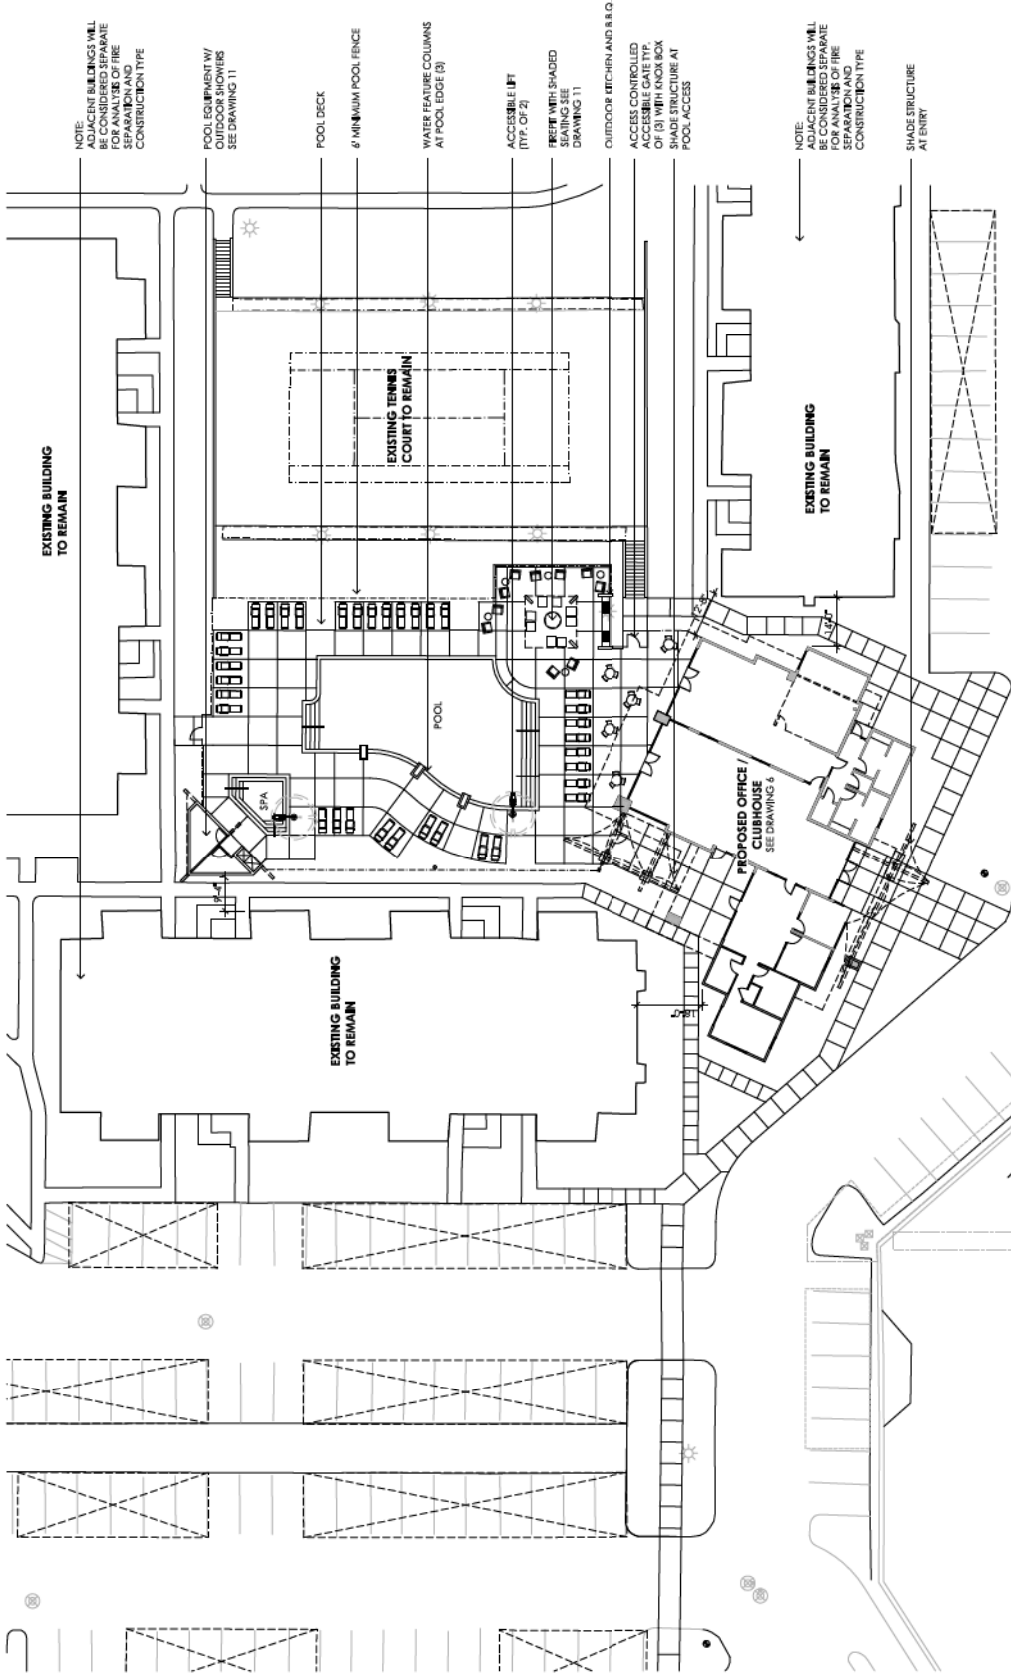 NOTE:
ADJACENT BUILDINGS WILL
BE CONSIDERED SEPARATE
FOR ANALYSIS OF FIRE
SEPARATION AND
CONSTRUCTION TYPE
POOL EQUIPMENT W/
OUTDOOR SHOWERS
SEE DRAWING 11
POOL DECK
6' MINIMUM POOL FENCE
WATER FEATURE COLUMNS
AT POOL EDGE (3)
ACCESSIBLE LIFT
(TYP. OF 2)
FIREPIT WITH SHADED
SEATING SEE
DRAWING 11
OUTDOOR KITCHEN AND B.B.Q.
ACCESS CONTROLLED
ACCESSIBLE GATE TYP.
OF (3) WITH KNOX BOX
SHADE STRUCTURE AT
POOL ACCESS
NOTE:
ADJACENT BUILDINGS WILL
BE CONSIDERED SEPARATE
FOR ANALYSIS OF FIRE
SEPARATION AND
CONSTRUCTION TYPE
SHADE STRUCTURE
AT ENTRY
EXISTING BUILDING
TO REMAIN
EXISTING TENNIS
COURT TO REMAIN
EXISTING BUILDING
TO REMAIN
POOL
SPA
PROPOSED OFFICE /
CLUBHOUSE
SEE DRAWING 6
EXISTING BUILDING
TO REMAIN
18'-0"
14'-0"